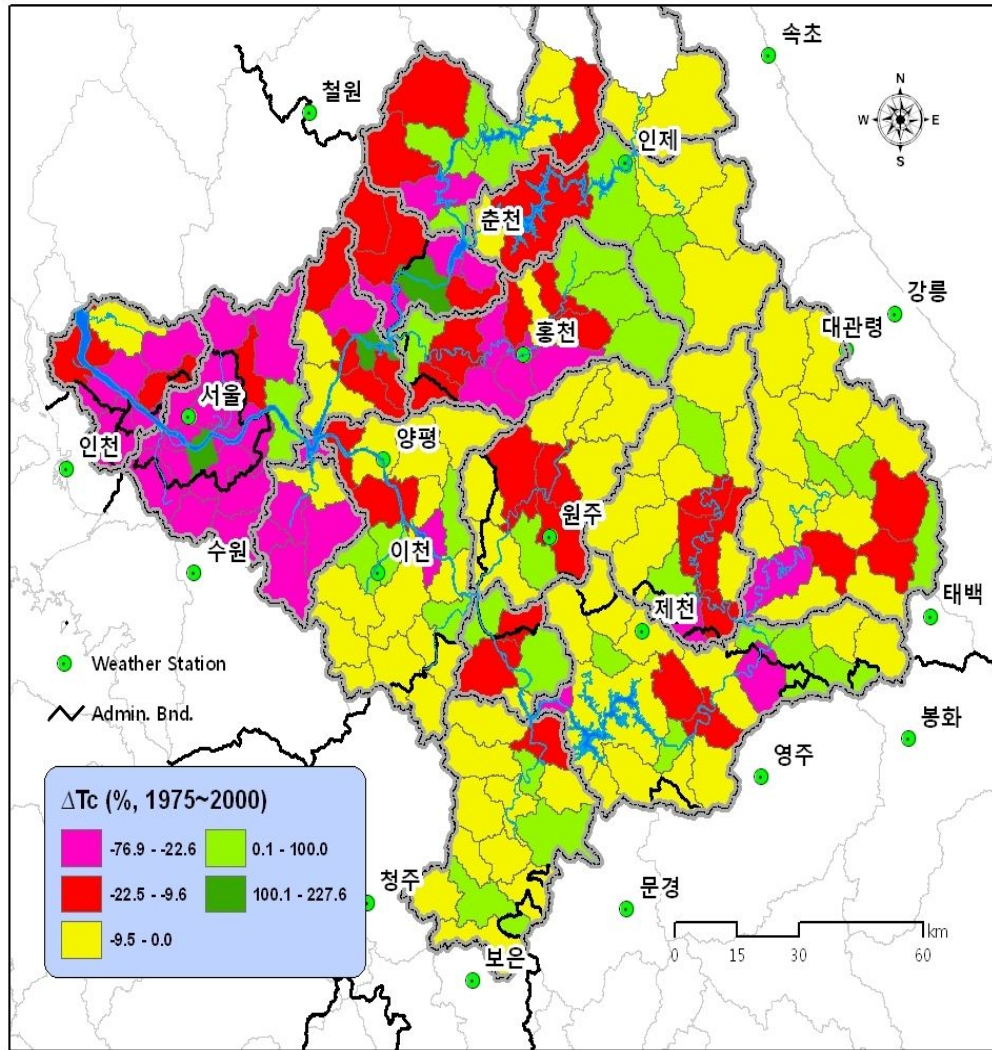 속초
철원
N
W E
S
인제
춘천
강릉
대관령
홍천
서울
양평
인천
원주
수원
이천
제천
태백
Weather Station
Admin. Bnd.
봉화
영주
ΔTc (%, 1975~2000)
-76.9 - -22.6 0.1 - 100.0
-22.5 - -9.6 100.1 - 227.6
-9.5 - 0.0
청주
문경
km
0 15 30 60
보은